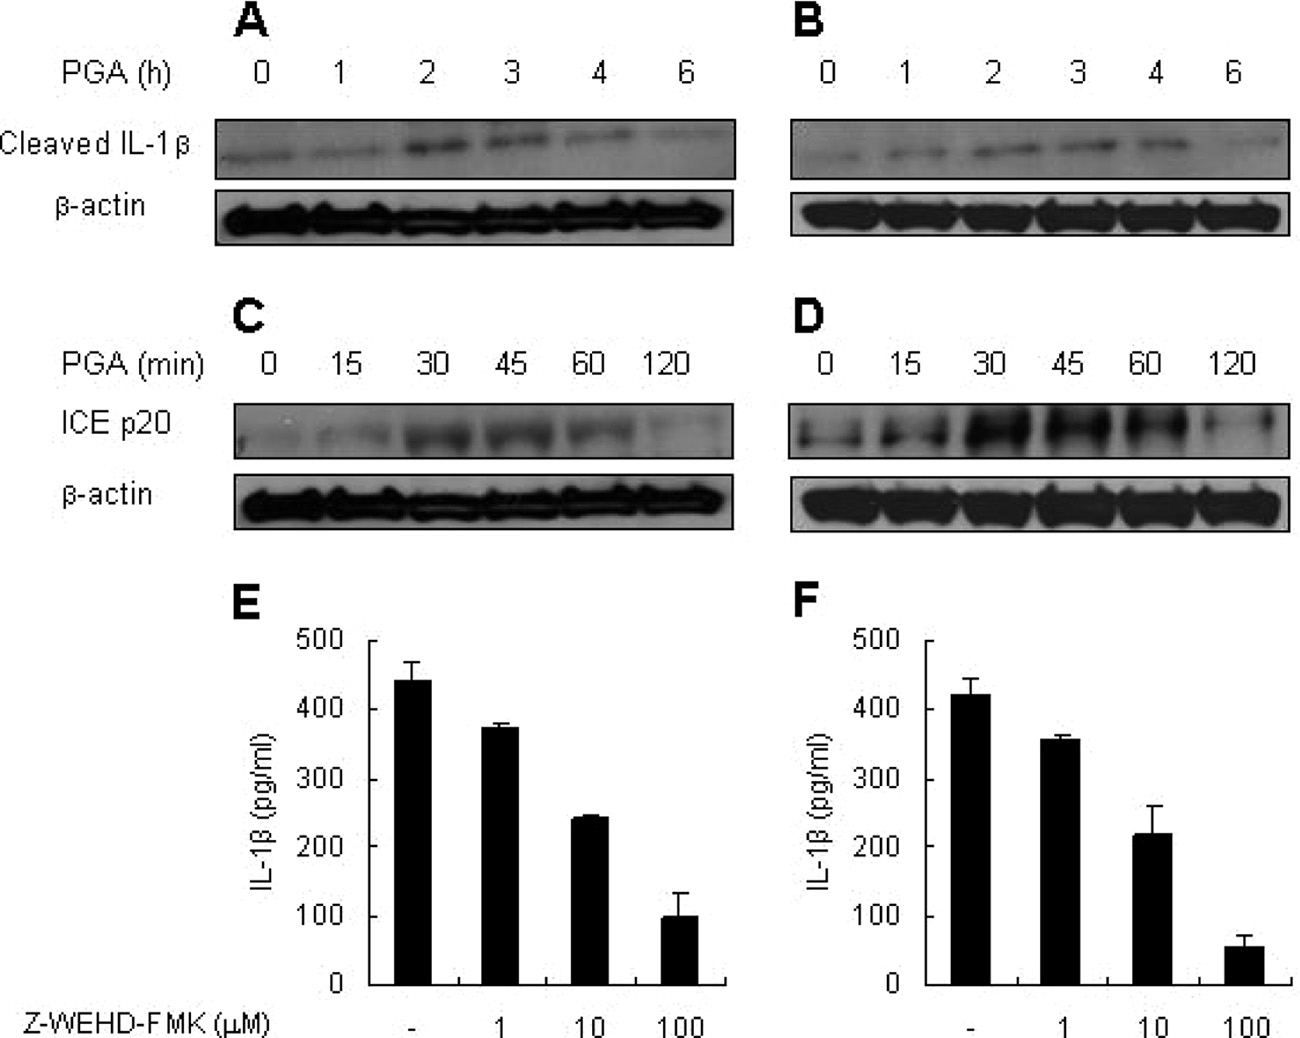 A B
PGA (h) 0 1 2 3 4 6 0 1 2 3 4 6
Cleaved IL-1β
β-actin
C D
PGA (min) 0 15 30 45 60 120 0 15 30 45 60 120
ICE p20
β-actin
E F
500 500
400 400
300 300
200 200
100 100
0 0
IL-1β (pg/ml) IL-1β (pg/ml)
Z-WEHD-FMK (μM) - 1 10 100 - 1 10 100